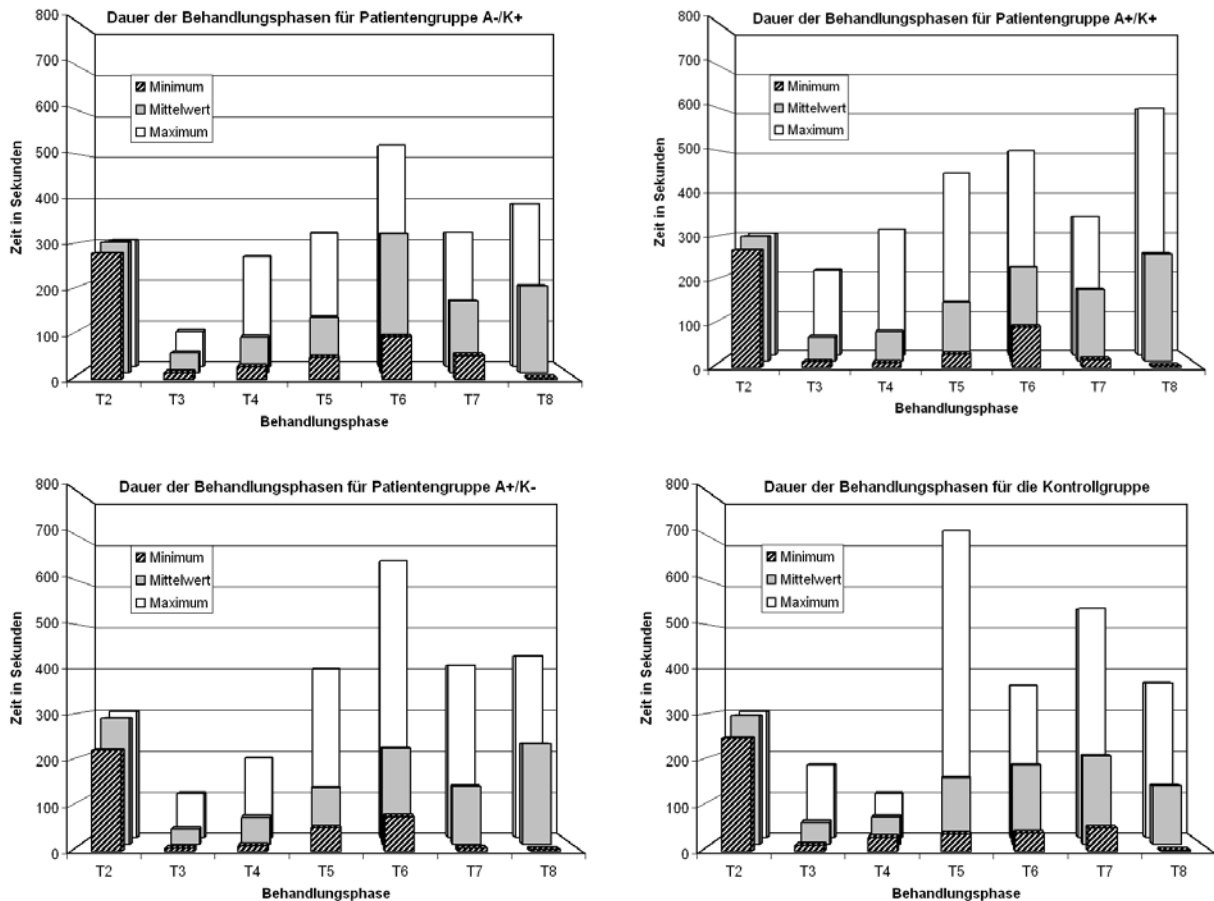 Dauer der Behandlungsphasen für Patientengruppe A-/K+
800
700
600
500
400
300
200
100
0
Zeit in Sekunden
Minimum
Mittelwert
Maximum
T2 T3 T4 T5 T6 T7 T8
Behandlungsphase
Dauer der Behandlungsphasen für Patientengruppe A+/K+
800
700
600
500
400
300
200
100
0
Zeit in Sekunden
Minimum
Mittelwert
Maximum
T2 T3 T4 T5 T6 T7 T8
Behandlungsphase
Dauer der Behandlungsphasen für Patientengruppe A+/K-
800
700
600
500
400
300
200
100
0
Zeit in Sekunden
Minimum
Mittelwert
Maximum
T2 T3 T4 T5 T6 T7 T8
Behandlungsphase
Dauer der Behandlungsphasen für die Kontrollgruppe
800
700
600
500
400
300
200
100
0
Zeit in Sekunden
Minimum
Mittelwert
Maximum
T2 T3 T4 T5 T6 T7 T8
Behandlungsphase